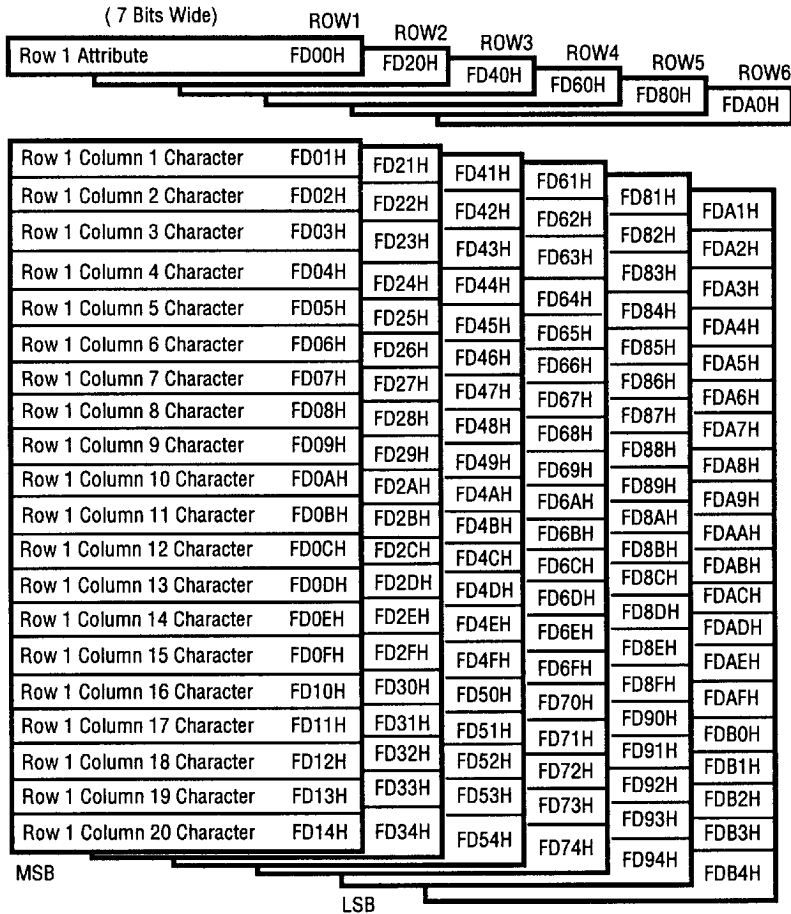 ( 7 Bits Wide) ROW1 ROW2 ROW3 ROW4 ROW5 ROW6
Row 1 Attribute FD00H FD20H FD40H FD60H FD80H FDA0H
Row 1 Column 1 Character FD01H FD21H FD41H FD61H FD81H FDA1H
Row 1 Column 2 Character FD02H FD22H FD42H FD62H FD82H FDA2H
Row 1 Column 3 Character FD03H FD23H FD43H FD63H FD83H FDA3H
Row 1 Column 4 Character FD04H FD24H FD44H FD64H FD84H FDA4H
Row 1 Column 5 Character FD05H FD25H FD45H FD65H FD85H FDA5H
Row 1 Column 6 Character FD06H FD26H FD46H FD66H FD86H FDA6H
Row 1 Column 7 Character FD07H FD27H FD47H FD67H FD87H FDA7H
Row 1 Column 8 Character FD08H FD28H FD48H FD68H FD88H FDA8H
Row 1 Column 9 Character FD09H FD29H FD49H FD69H FD89H FDA9H
Row 1 Column 10 Character FD0AH FD2AH FD4AH FD6AH FD8AH FDAAH
Row 1 Column 11 Character FD0BH FD2BH FD4BH FD6BH FD8BH FDABH
Row 1 Column 12 Character FD0CH FD2CH FD4CH FD6CH FD8CH FDACH
Row 1 Column 13 Character FD0DH FD2DH FD4DH FD6DH FD8DH FDADH
Row 1 Column 14 Character FD0EH FD2EH FD4EH FD6EH FD8EH FDAEH
Row 1 Column 15 Character FD0FH FD2FH FD4FH FD6FH FD8FH FDAFH
Row 1 Column 16 Character FD10H FD30H FD50H FD70H FD90H FDB0H
Row 1 Column 17 Character FD11H FD31H FD51H FD71H FD91H FDB1H
Row 1 Column 18 Character FD12H FD32H FD52H FD72H FD92H FDB2H
Row 1 Column 19 Character FD13H FD33H FD53H FD73H FD93H FDB3H
Row 1 Column 20 Character FD14H FD34H FD54H FD74H FD94H FDB4H
MSB
LSB